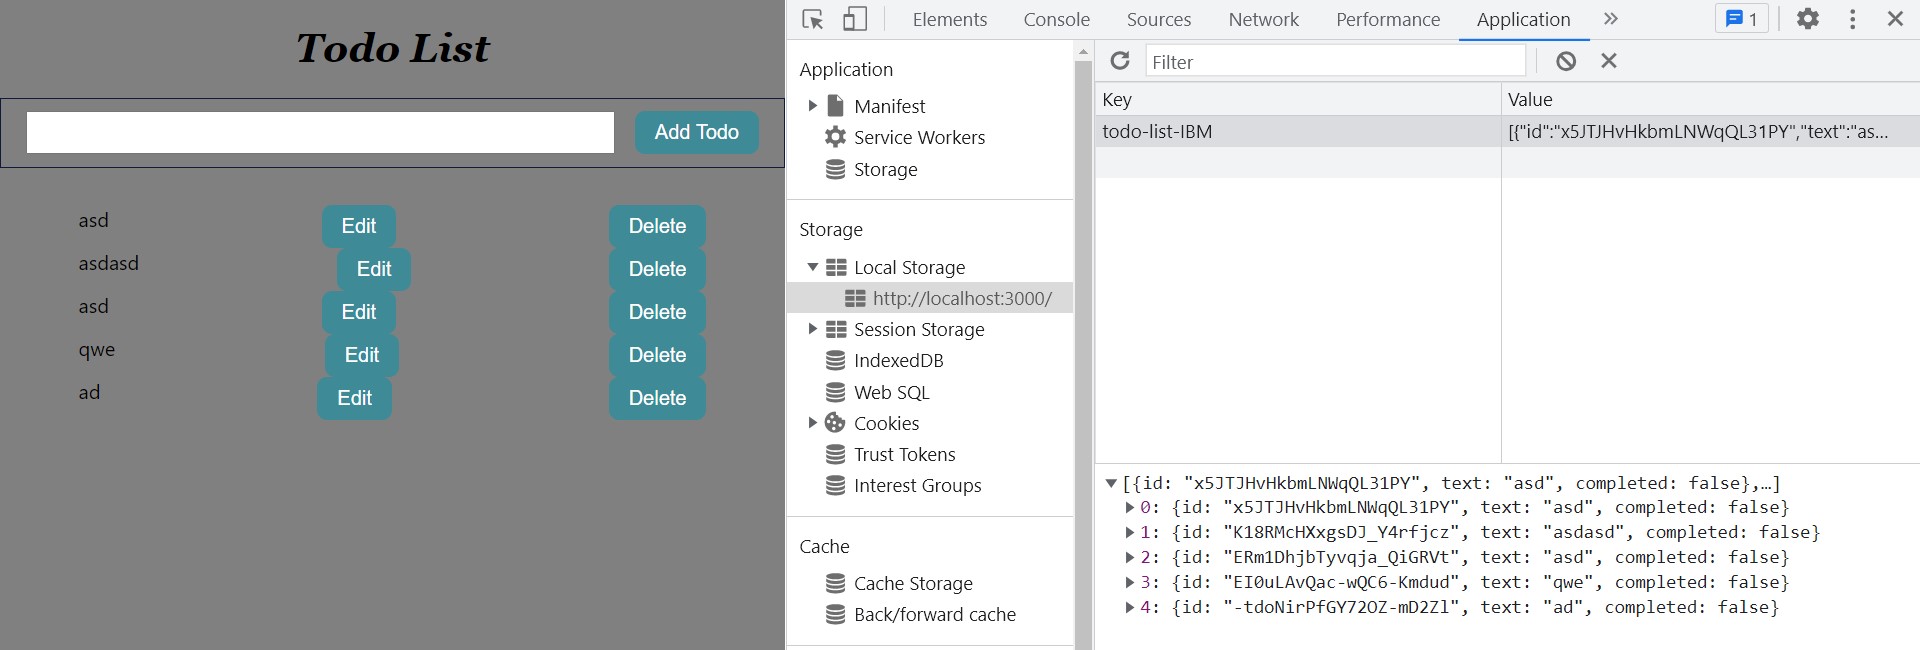 Todo List
Add Todo
asd Edit Delete
asdasd Edit Delete
asd Edit Delete
qwe Edit Delete
ad Edit Delete
Elements Console Sources Network Performance Application » 1
Application
Manifest
Service Workers
Storage
Storage
Local Storage
http://localhost:3000/
Session Storage
IndexedDB
Web SQL
Cookies
Trust Tokens
Interest Groups
Cache
Cache Storage
Back/forward cache
Filter
Key Value
todo-list-IBM [{"id":"x5JTJHvHkbmLNWqQL31PY","text":"as…
[{id: "x5JTJHvHkbmLNWqQL31PY", text: "asd", completed: false},…]
0: {id: "x5JTJHvHkbmLNWqQL31PY", text: "asd", completed: false}
1: {id: "K18RMcHXxgsDJ_Y4rfjcz", text: "asdasd", completed: false}
2: {id: "ERm1DhjbTyvqja_QiGRVt", text: "asd", completed: false}
3: {id: "EI0uLAvQac-wQC6-Kmdud", text: "qwe", completed: false}
4: {id: "-tdoNirPfGY72OZ-mD2Zl", text: "ad", completed: false}